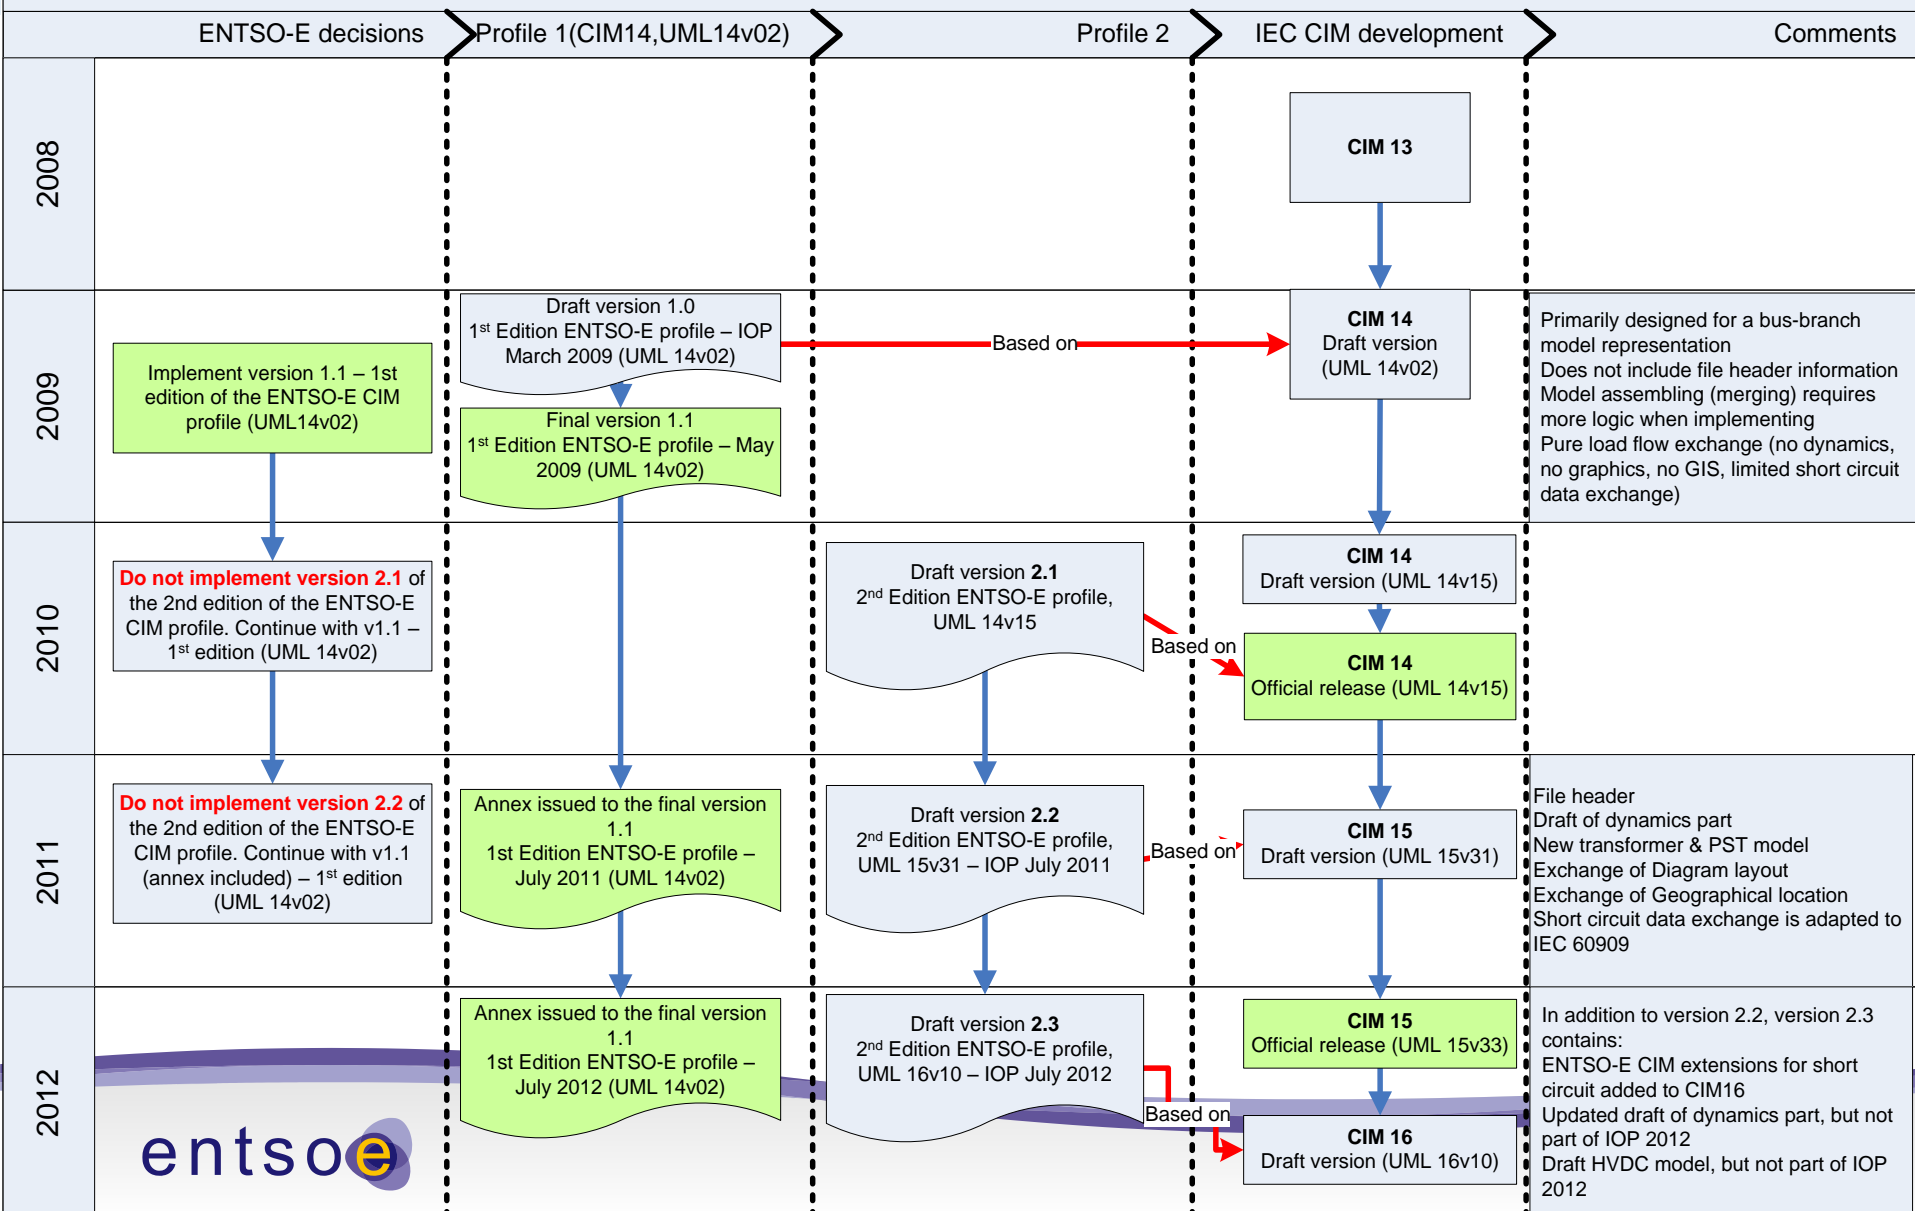 ENTSO-E decisions
Profile 1(CIM14,UML14v02)
Profile 2
IEC CIM development
Comments
2008
CIM 13
2009
Implement version 1.1 – 1st
edition of the ENTSO-E CIM
profile (UML14v02)
Draft version 1.0
1st Edition ENTSO-E profile – IOP
March 2009 (UML 14v02)
Final version 1.1
1st Edition ENTSO-E profile – May
2009 (UML 14v02)
Based on
CIM 14
Draft version
(UML 14v02)
Primarily designed for a bus-branch
model representation
Does not include file header information
Model assembling (merging) requires
more logic when implementing
Pure load flow exchange (no dynamics,
no graphics, no GIS, limited short circuit
data exchange)
2010
Do not implement version 2.1 of
the 2nd edition of the ENTSO-E
CIM profile. Continue with v1.1 –
1st edition (UML 14v02)
Draft version 2.1
2nd Edition ENTSO-E profile,
UML 14v15
Based on
CIM 14
Draft version (UML 14v15)
CIM 14
Official release (UML 14v15)
2011
Do not implement version 2.2 of
the 2nd edition of the ENTSO-E
CIM profile. Continue with v1.1
(annex included) – 1st edition
(UML 14v02)
Annex issued to the final version
1.1
1st Edition ENTSO-E profile –
July 2011 (UML 14v02)
Draft version 2.2
2nd Edition ENTSO-E profile,
UML 15v31 – IOP July 2011
Based on
CIM 15
Draft version (UML 15v31)
File header
Draft of dynamics part
New transformer & PST model
Exchange of Diagram layout
Exchange of Geographical location
Short circuit data exchange is adapted to
IEC 60909
2012
Annex issued to the final version
1.1
1st Edition ENTSO-E profile –
July 2012 (UML 14v02)
Draft version 2.3
2nd Edition ENTSO-E profile,
UML 16v10 – IOP July 2012
Based on
CIM 15
Official release (UML 15v33)
CIM 16
Draft version (UML 16v10)
In addition to version 2.2, version 2.3
contains:
ENTSO-E CIM extensions for short
circuit added to CIM16
Updated draft of dynamics part, but not
part of IOP 2012
Draft HVDC model, but not part of IOP
2012
entsoe